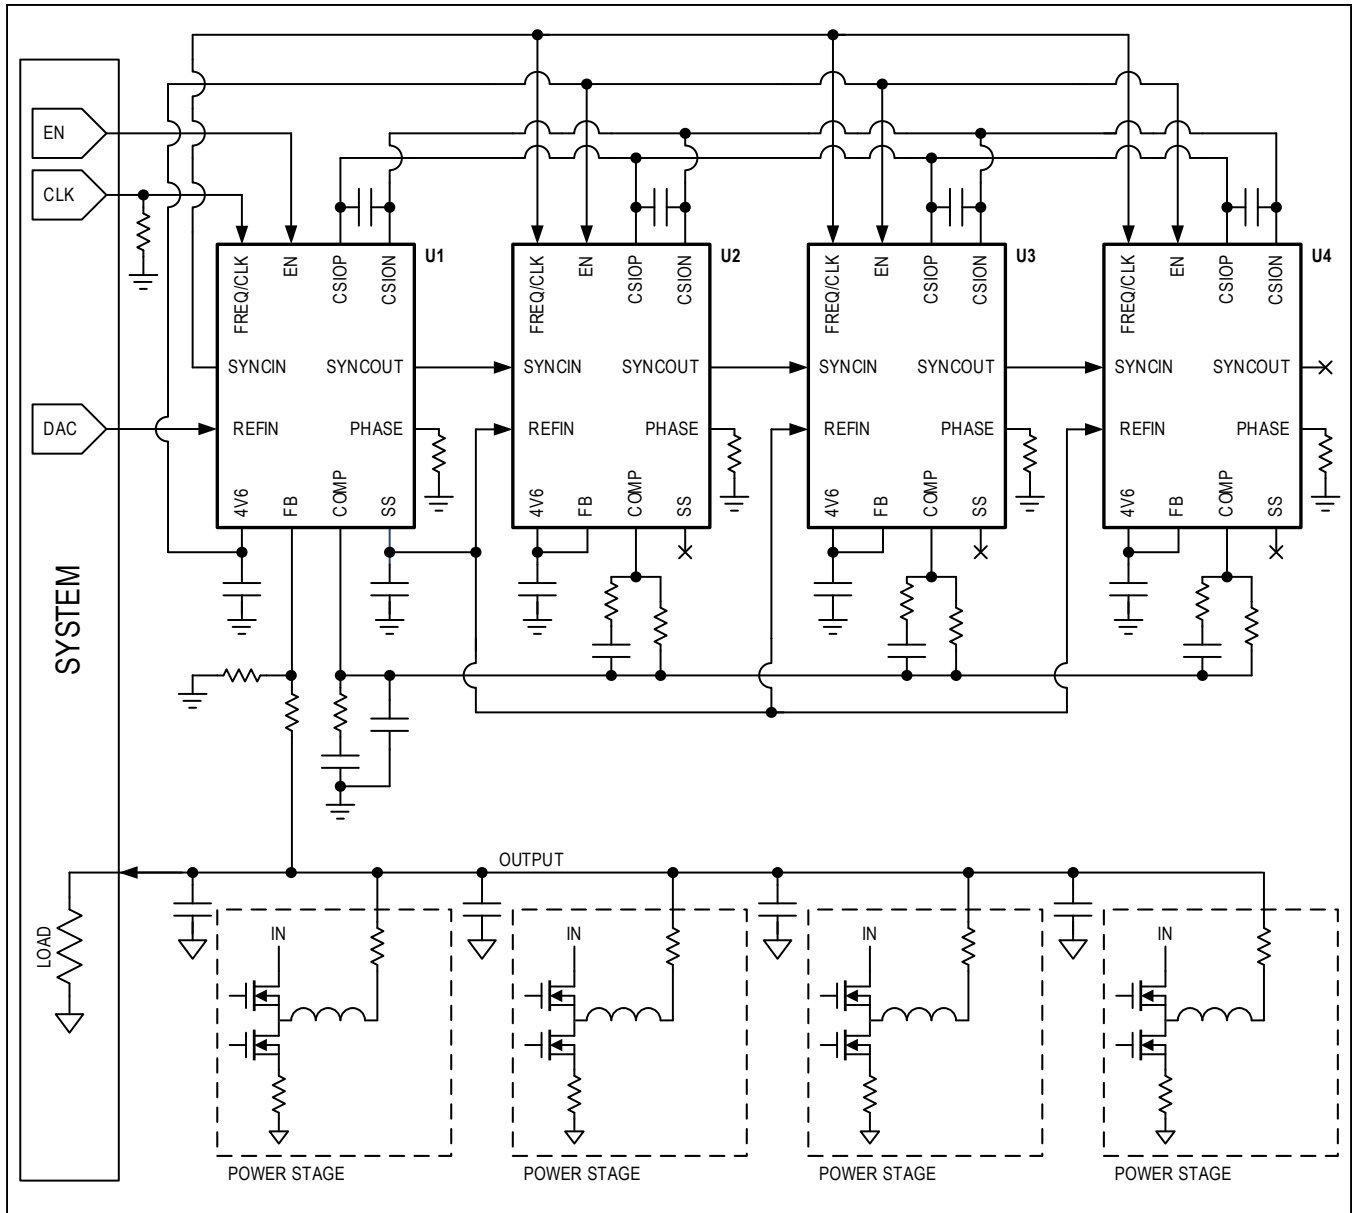 EN
CLK
DAC
SYSTEM
LOAD
U1
FREQ/CLK
EN
CSIOP
CSION
SYNCIN
SYNCOUT
REFIN
PHASE
4V6
FB
COMP
SS
U2
FREQ/CLK
EN
CSIOP
CSION
SYNCIN
SYNCOUT
REFIN
PHASE
4V6
FB
COMP
SS
U3
FREQ/CLK
EN
CSIOP
CSION
SYNCIN
SYNCOUT
REFIN
PHASE
4V6
FB
COMP
SS
U4
FREQ/CLK
EN
CSIOP
CSION
SYNCIN
SYNCOUT
REFIN
PHASE
4V6
FB
COMP
SS
OUTPUT
IN
IN
IN
IN
POWER STAGE
POWER STAGE
POWER STAGE
POWER STAGE